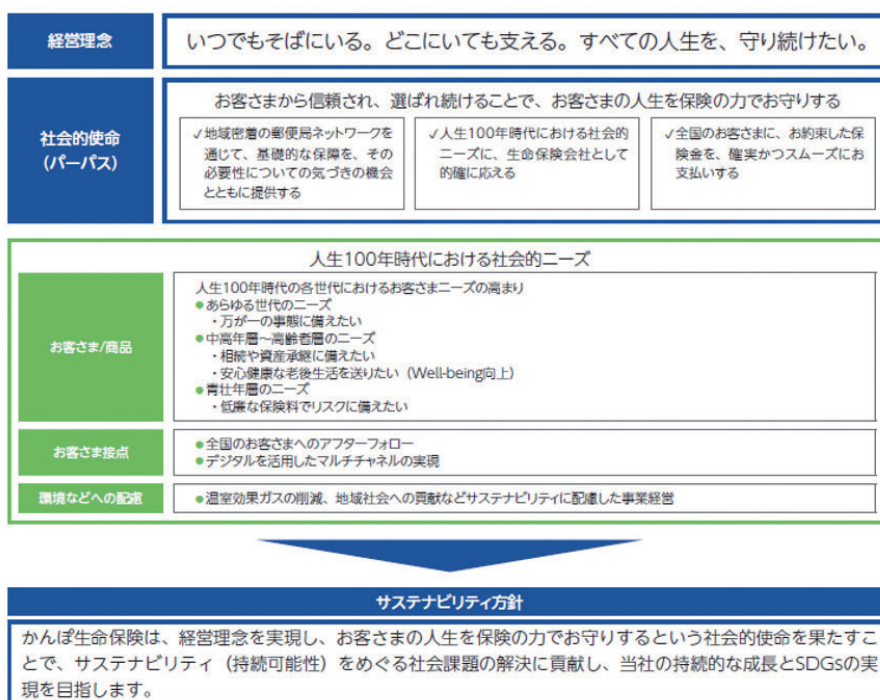 経営理念
いつでもそばにいる。どこにいても支える。すべての人生を、守り続けたい。
社会的使命
(パーパス)
お客さまから信頼され、選ばれ続けることで、お客さまの人生を保険の力でお守りする
✓地域密着の郵便局ネットワークを
通じて、基礎的な保障を、その
必要性についての気づきの機会
とともに提供する
✓人生100年時代における社会的
ニーズに、生命保険会社として
的確に応える
✓全国のお客さまに、お約束した保
険金を、確実かつスムーズにお
支払いする
人生100年時代における社会的ニーズ
お客さま/商品
人生100年時代の各世代におけるお客さまニーズの高まり
●あらゆる世代のニーズ
・万が一の事態に備えたい
●中高年層～高齢者層のニーズ
・相続や資産承継に備えたい
・安心健康な老後生活を送りたい（Well-being向上）
●青壮年層のニーズ
・低廉な保険料でリスクに備えたい
お客さま接点
●全国のお客さまへのアフターフォロー
●デジタルを活用したマルチチャネルの実現
環境などへの配慮
●温室効果ガスの削減、地域社会への貢献などサステナビリティに配慮した事業経営
サステナビリティ方針
かんぽ生命保険は、経営理念を実現し、お客さまの人生を保険の力でお守りするという社会的使命を果たすこ
とで、サステナビリティ（持続可能性）をめぐる社会課題の解決に貢献し、当社の持続的な成長とSDGsの実
現を目指します。